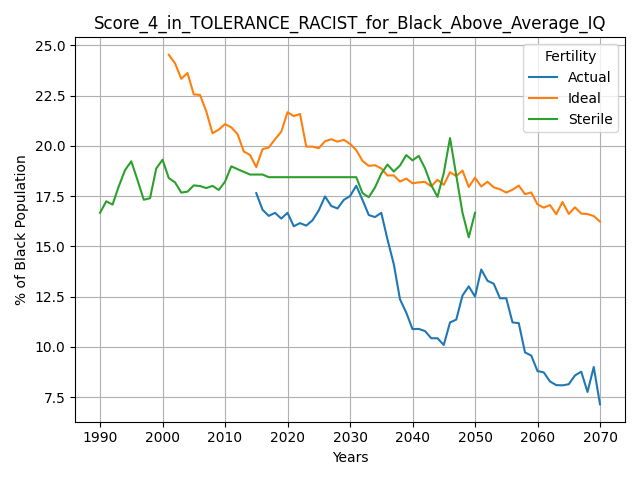 Score_4_in_TOLERANCE_RACIST_for_Black_Above_Average_IQ
25.0
22.5
20.0
17.5
15.0
12.5
10.0
7.5
% of Black Population
Fertility
Actual
Ideal
Sterile
1990 2000 2010 2020 2030 2040 2050 2060 2070
Years